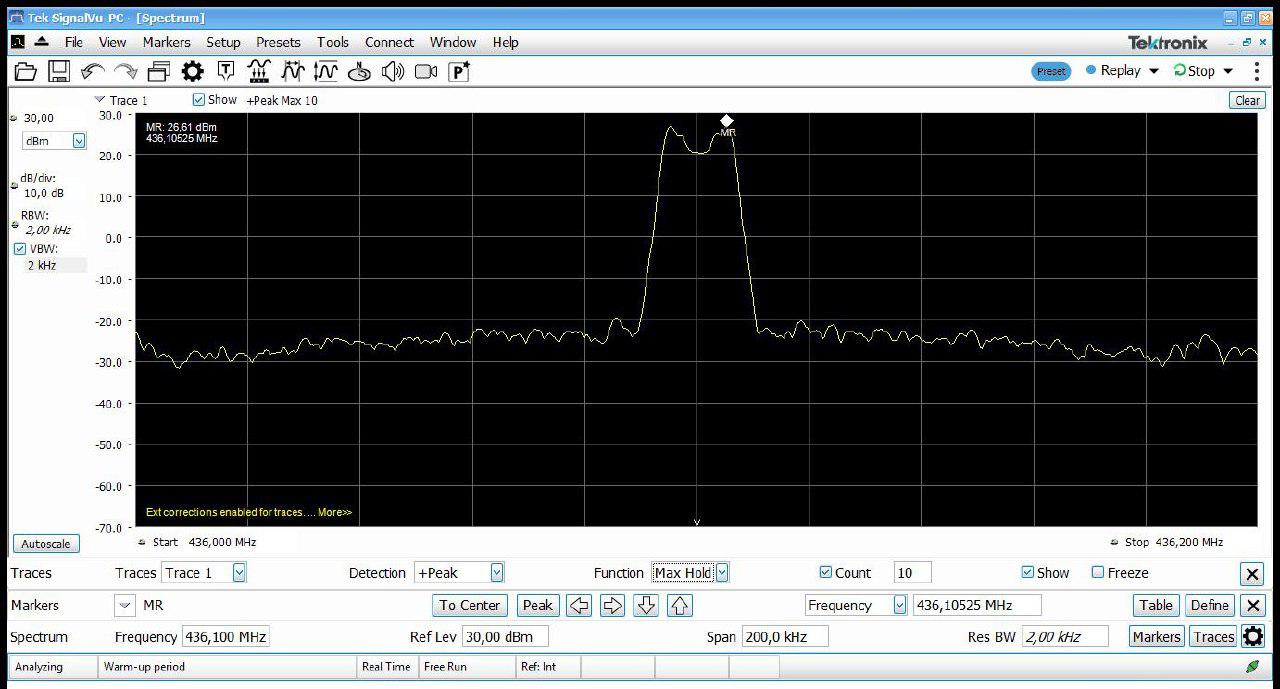 Tek SignalVu-PC - [Spectrum]
File View Markers Setup Presets Tools Connect Window Help
Tektronix
Preset Replay Stop
Trace 1 Show +Peak Max 10 Clear
30,00
dBm
dB/div:
10,0 dB
RBW:
2,00 kHz
VBW:
2 kHz
30.0
20.0
10.0
0.0
-10.0
-20.0
-30.0
-40.0
-50.0
-60.0
-70.0
MR: 26,61 dBm
436,10525 MHz
MR
Ext corrections enabled for traces.... More>>
Autoscale Start 436,000 MHz Stop 436,200 MHz
Traces Traces Trace 1 Detection +Peak Function Max Hold Count 10 Show Freeze
Markers MR To Center Peak Frequency 436,10525 MHz Table Define
Spectrum Frequency 436,100 MHz Ref Lev 30,00 dBm Span 200,0 kHz Res BW 2,00 kHz Markers Traces
Analyzing Warm-up period Real Time Free Run Ref: Int